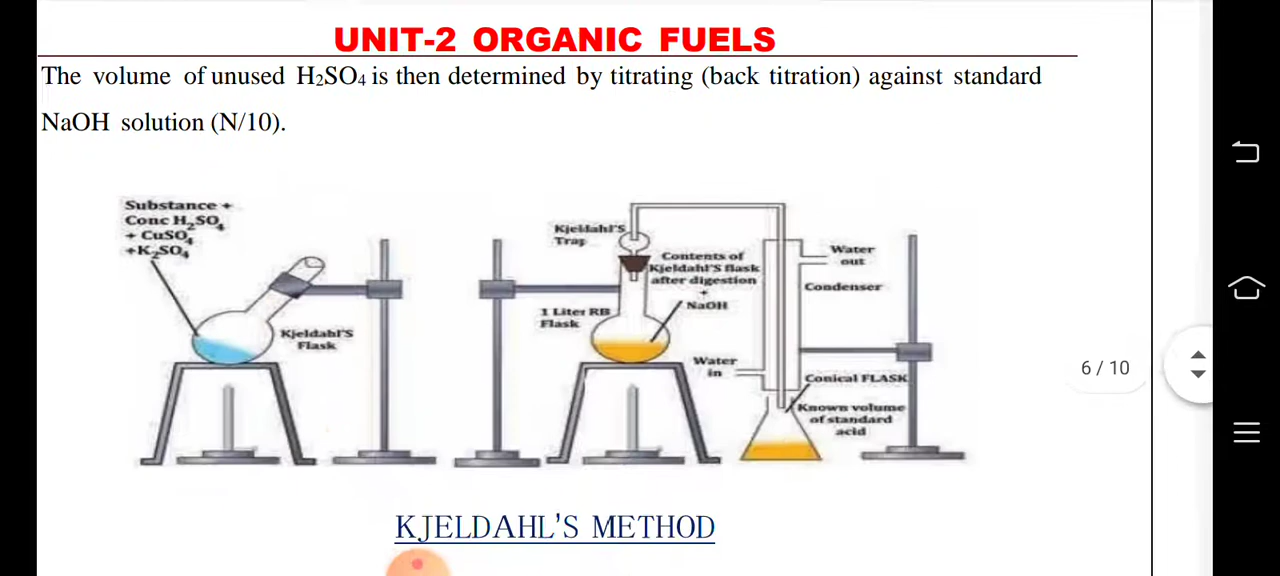 UNIT-2 ORGANIC FUELS
The volume of unused H₂SO₄ is then determined by titrating (back titration) against standard
NaOH solution (N/10).
Substance +
Conc H₂SO₄
+ CuSO₄
+K₂SO₄
Kjeldahl'S
Flask
Kjeldahl'S
Trap
1 Liter RB
Flask
Contents of
Kjeldahl'S flask
after digestion
+
NaOH
Water
in
Water
out
Condenser
Conical FLASK
Known volume
of standard
acid
6 / 10
KJELDAHL'S METHOD